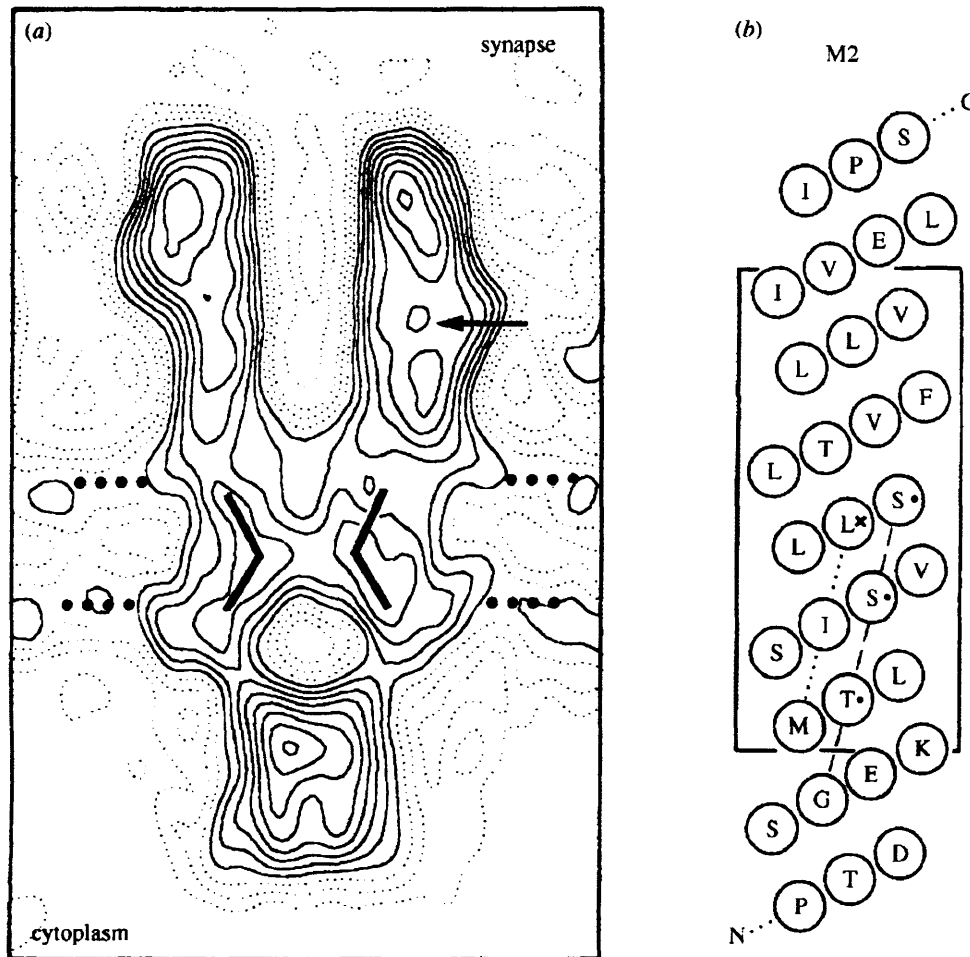 (a)
synapse
cytoplasm
(b)
M2
C
I P S
I V E L
L L V
L T V F
L L S
S I S V
M T L
S G E K
P T D
N